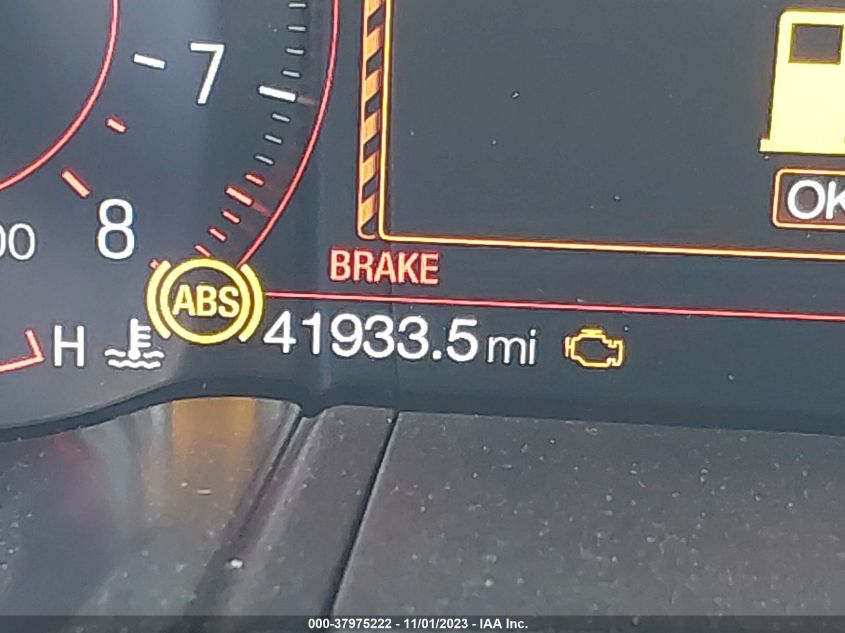 7
8
00
OK
BRAKE
ABS
H
41933.5 mi
000-37975222 - 11/01/2023 - IAA Inc.